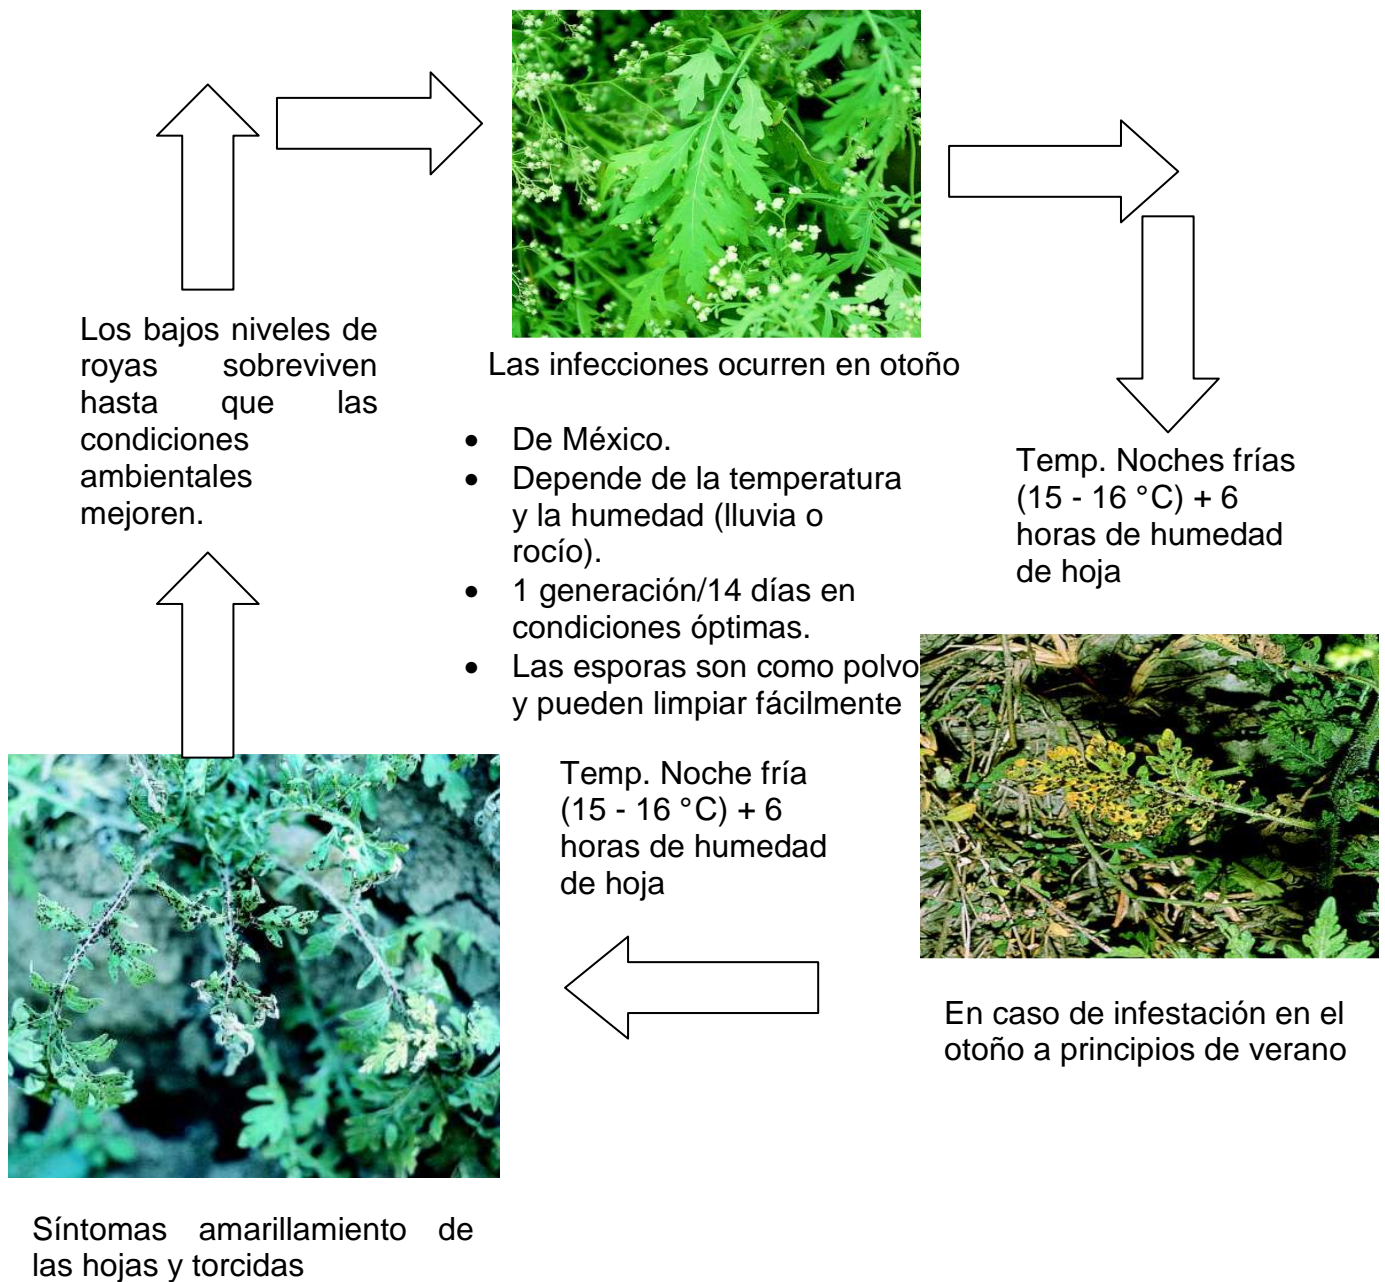 Los bajos niveles de
royas sobreviven
hasta que las
condiciones
ambientales
mejoren.
Las infecciones ocurren en otoño
• De México.
• Depende de la temperatura
y la humedad (lluvia o
rocío).
• 1 generación/14 días en
condiciones óptimas.
• Las esporas son como polvo
y pueden limpiar fácilmente
Temp. Noches frías
(15 - 16 °C) + 6
horas de humedad
de hoja
Temp. Noche fría
(15 - 16 °C) + 6
horas de humedad
de hoja
En caso de infestación en el
otoño a principios de verano
Síntomas amarillamiento de
las hojas y torcidas